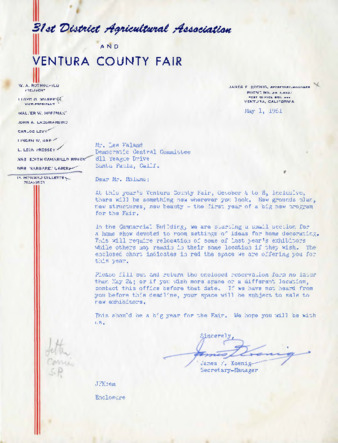 31st District Agricultural Association
AND
VENTURA COUNTY FAIR
VENTURA, CALIFORNIA
May 1, 1961
Democratic Central Committee
811 Teague Drive
Santa Paula, Calif.
Dear Mr.
At this year's Ventura County Fair, October 4 to 8, inclusive,
there will be something new wherever you look. New grounds plan,
new structures, new beauty - the first year of a big new program
for the Fair.
In the Commercial Building, we are starting a small section for
a home show devoted to room settings of ideas for home decorating.
This will require relocation of some of last year's exhibitors
while others may remain in their same location if they wish. The
enclosed chart indicates in red the space we are offering you for
this year.
Please fill out and return the enclosed reservation form no later
than May 24; or if you wish more space or a different location,
contact this office before that date. If we have not heard from
you before this deadline, your space will be subject to sale to
new exhibitors.
This should be a big year for the Fair. We hope you will be with
us.
Sincerely,
James F. Koenig
Secretary-Manager
Enclosure